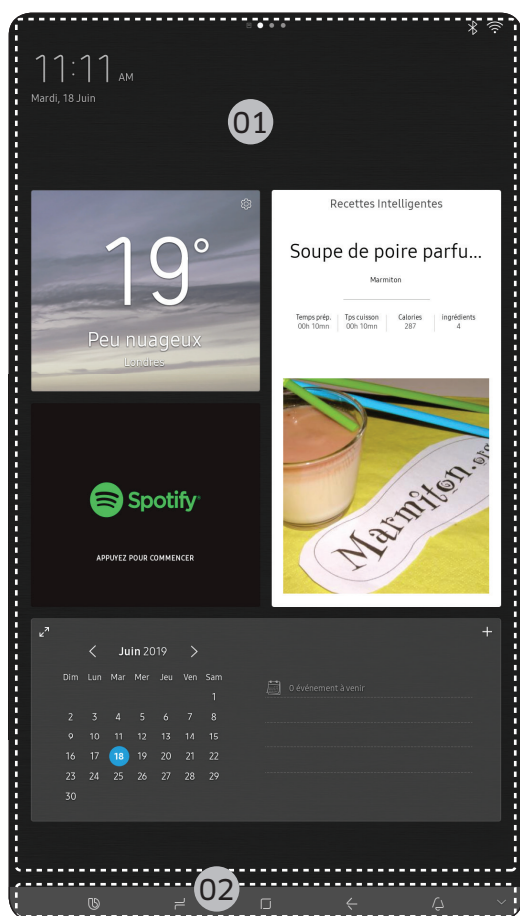 11:11 AM
Mardi, 18 Juin
01
19°
Peu nuageux
Londres
Recettes Intelligentes
Soupe de poire parfu...
Marmiton
Temps prép. Tps cuisson Calories ingrédients
00h 10mn 00h 10mn 287 4
Marmiton.org
Spotify
APPUYEZ POUR COMMENCER
Juin 2019
Dim Lun Mar Mer Jeu Ven Sam
1
2 3 4 5 6 7 8
9 10 11 12 13 14 15
16 17 18 19 20 21 22
23 24 25 26 27 28 29
30
0 événement à venir
02